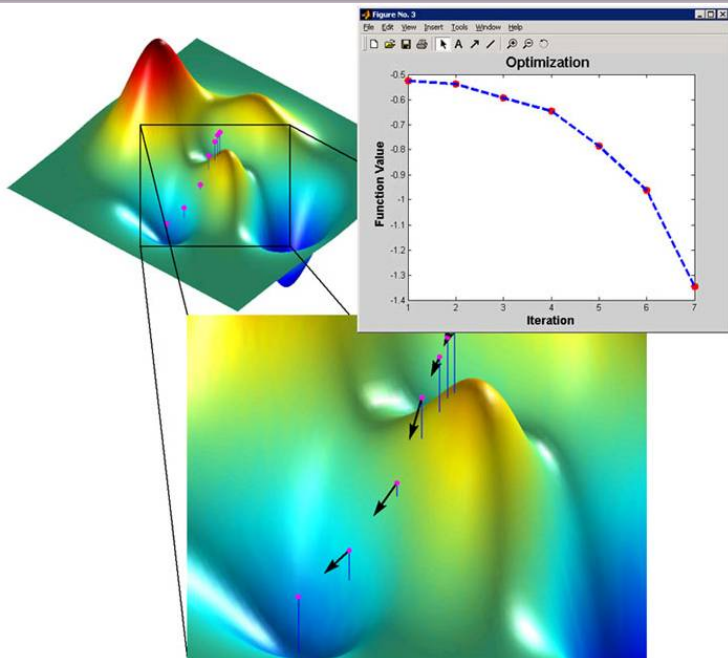 Figure No. 3
File Edit View Insert Tools Window Help
A
Optimization
-0.5
-0.6
-0.7
-0.8
-0.9
-1
-1.1
-1.2
-1.3
-1.4
Function Value
1 2 3 4 5 6 7
Iteration